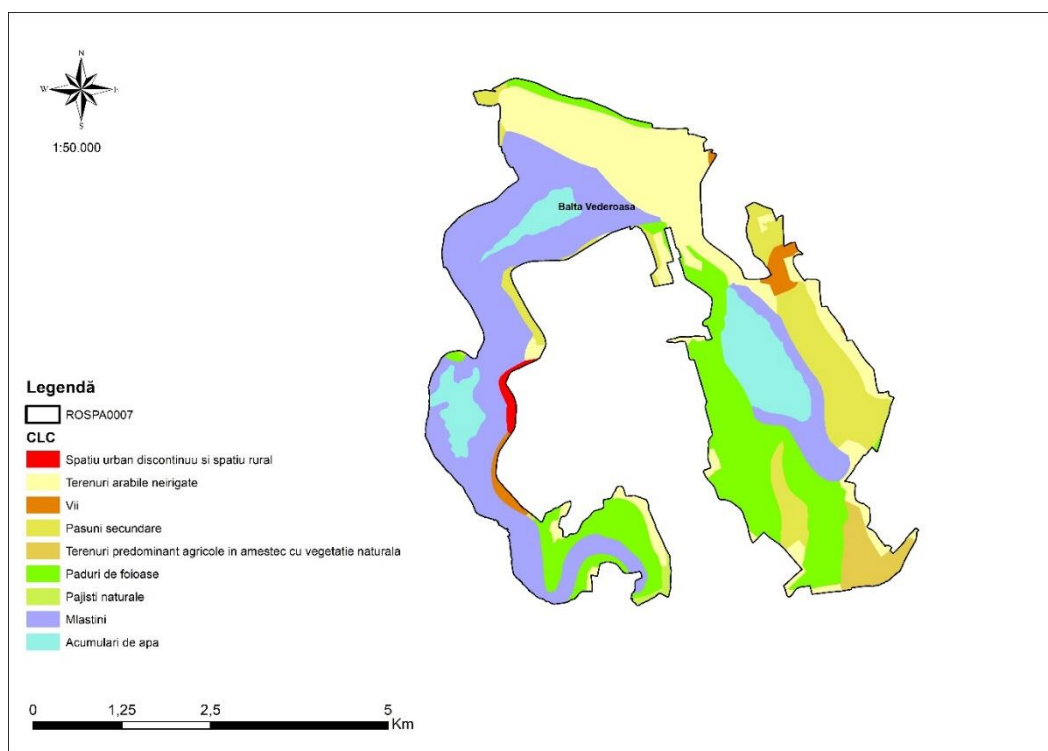 N
W
E
S
1:50.000
Balta Vederoasa
Legendă
ROSPA0007
CLC
Spatiu urban discontinuu si spatiu rural
Terenuri arabile neirigate
Vii
Pasuni secundare
Terenuri predominant agricole in amestec cu vegetatie naturala
Paduri de foioase
Pajisti naturale
Mlastini
Acumulari de apa
0 1,25 2,5 5
Km